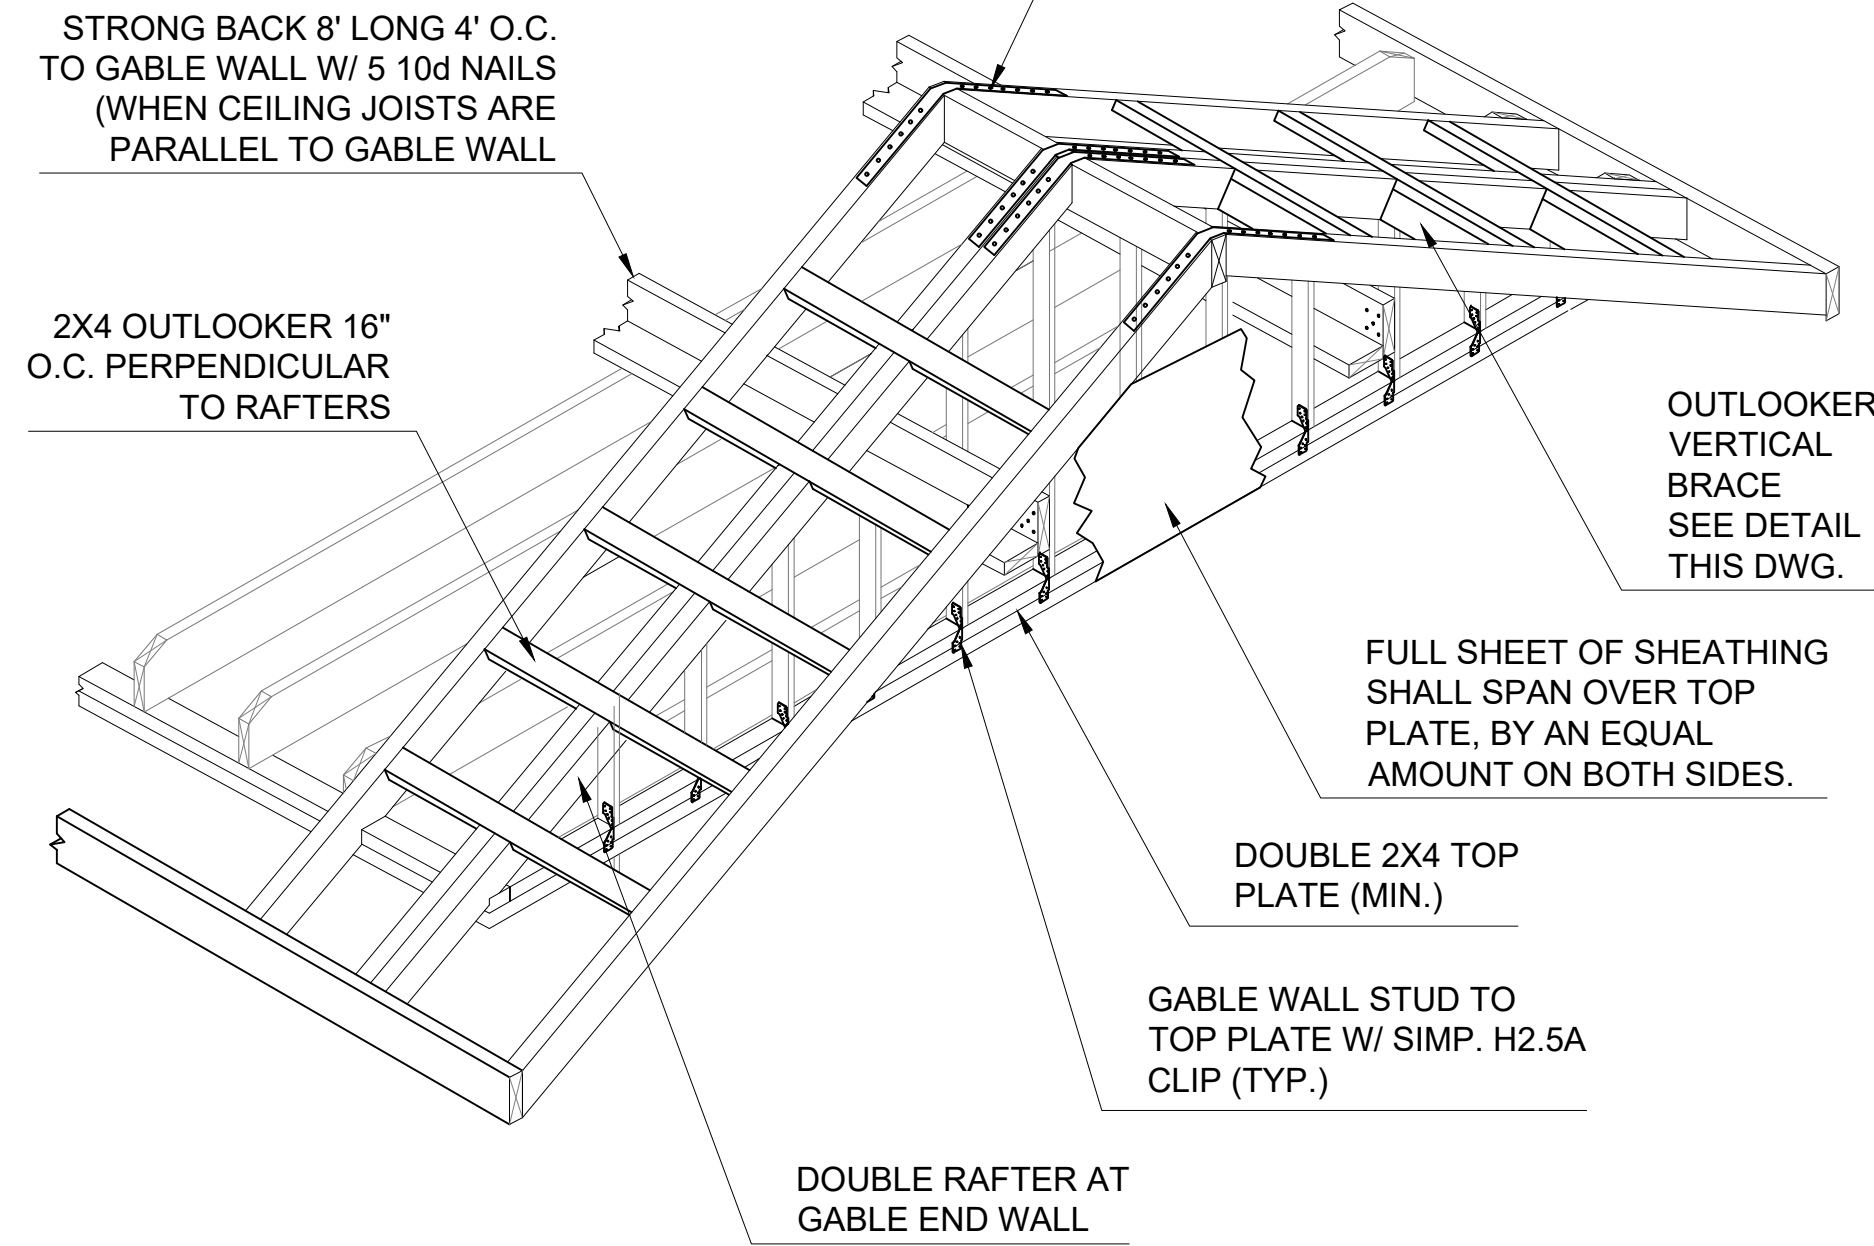 STRONG BACK 8' LONG 4' O.C.
TO GABLE WALL W/ 5 10d NAILS
(WHEN CEILING JOISTS ARE
PARALLEL TO GABLE WALL
2X4 OUTLOOKER 16"
O.C. PERPENDICULAR
TO RAFTERS
OUTLOOKER
VERTICAL
BRACE
SEE DETAIL
THIS DWG.
FULL SHEET OF SHEATHING
SHALL SPAN OVER TOP
PLATE, BY AN EQUAL
AMOUNT ON BOTH SIDES.
DOUBLE 2X4 TOP
PLATE (MIN.)
GABLE WALL STUD TO
TOP PLATE W/ SIMP. H2.5A
CLIP (TYP.)
DOUBLE RAFTER AT
GABLE END WALL